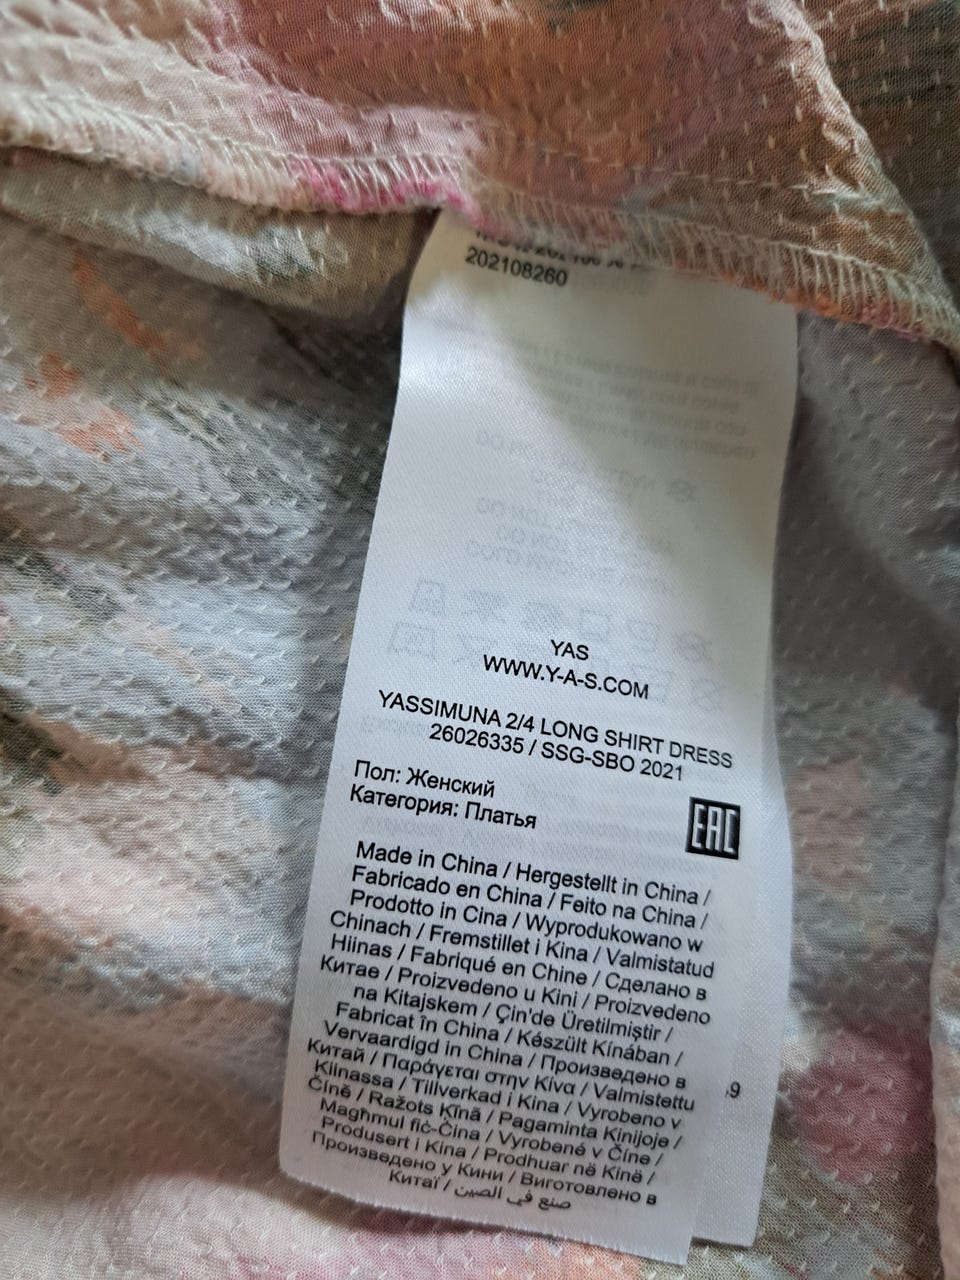 202108260
YAS
WWW.Y-A-S.COM
YASSIMUNA 2/4 LONG SHIRT DRESS
26026335 / SSG-SBO 2021
Пол: Женский
Категория: Платья
EAC
Made in China / Hergestellt in China /
Fabricado en China / Feito na China /
Prodotto in Cina / Wyprodukowano w
Chinach / Fremstillet i Kina / Valmistatud
Hiinas / Fabriqué en Chine / Сделано в
Китае / Proizvedeno u Kini / Proizvedeno
na Kitajskem / Çin'de Üretilmiştir /
Fabricat în China / Készült Kínában /
Vervaardigd in China / Произведено в
Китай / Παράγεται στην Κίνα / Valmistettu
Kiinassa / Tillverkad i Kina / Vyrobeno v
Číně / Ražots Ķīnā / Pagaminta Kinijoje /
Magħmul fiċ-Ċina / Vyrobené v Číne /
Produsert i Kina / Prodhuar në Kinë /
Произведено у Кини / Виготовлено в
Китаї / صنع في الصين